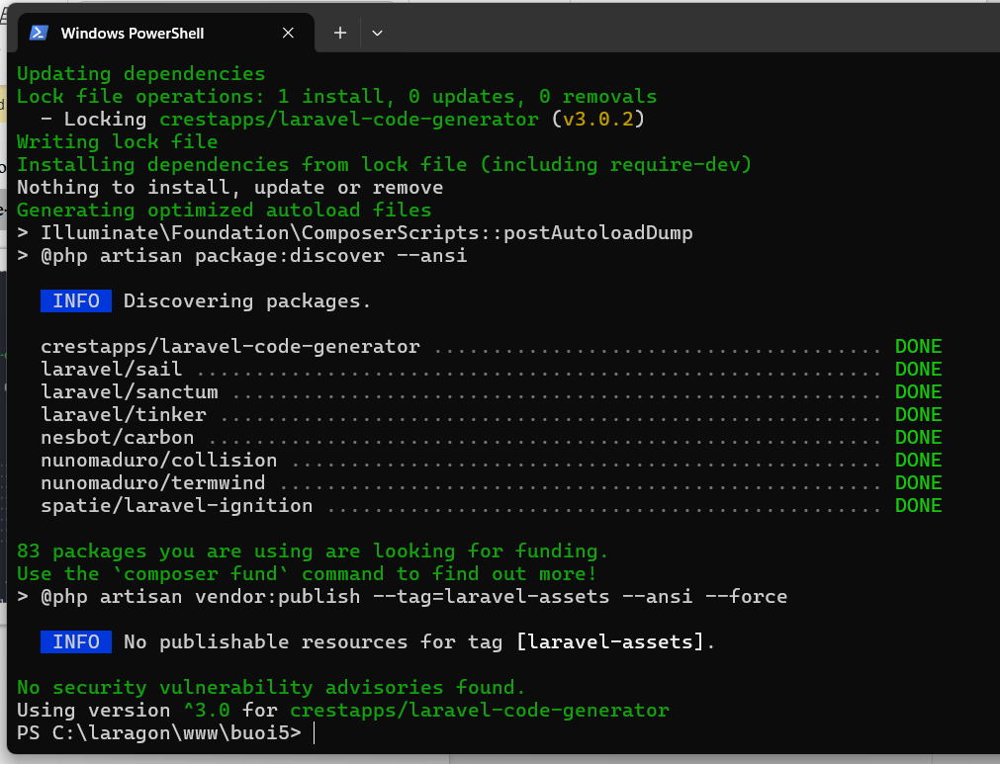 Windows PowerShell
Updating dependencies
Lock file operations: 1 install, 0 updates, 0 removals
  - Locking crestapps/laravel-code-generator (v3.0.2)
Writing lock file
Installing dependencies from lock file (including require-dev)
Nothing to install, update or remove
Generating optimized autoload files
> Illuminate\Foundation\ComposerScripts::postAutoloadDump
> @php artisan package:discover --ansi
INFO Discovering packages.
crestapps/laravel-code-generator ...................................... DONE
laravel/sail .......................................................... DONE
laravel/sanctum ....................................................... DONE
laravel/tinker ........................................................ DONE
nesbot/carbon ......................................................... DONE
nunomaduro/collision .................................................. DONE
nunomaduro/termwind ................................................... DONE
spatie/laravel-ignition ............................................... DONE
83 packages you are using are looking for funding.
Use the `composer fund` command to find out more!
> @php artisan vendor:publish --tag=laravel-assets --ansi --force
INFO No publishable resources for tag [laravel-assets].
No security vulnerability advisories found.
Using version ^3.0 for crestapps/laravel-code-generator
PS C:\laragon\www\buoi5>